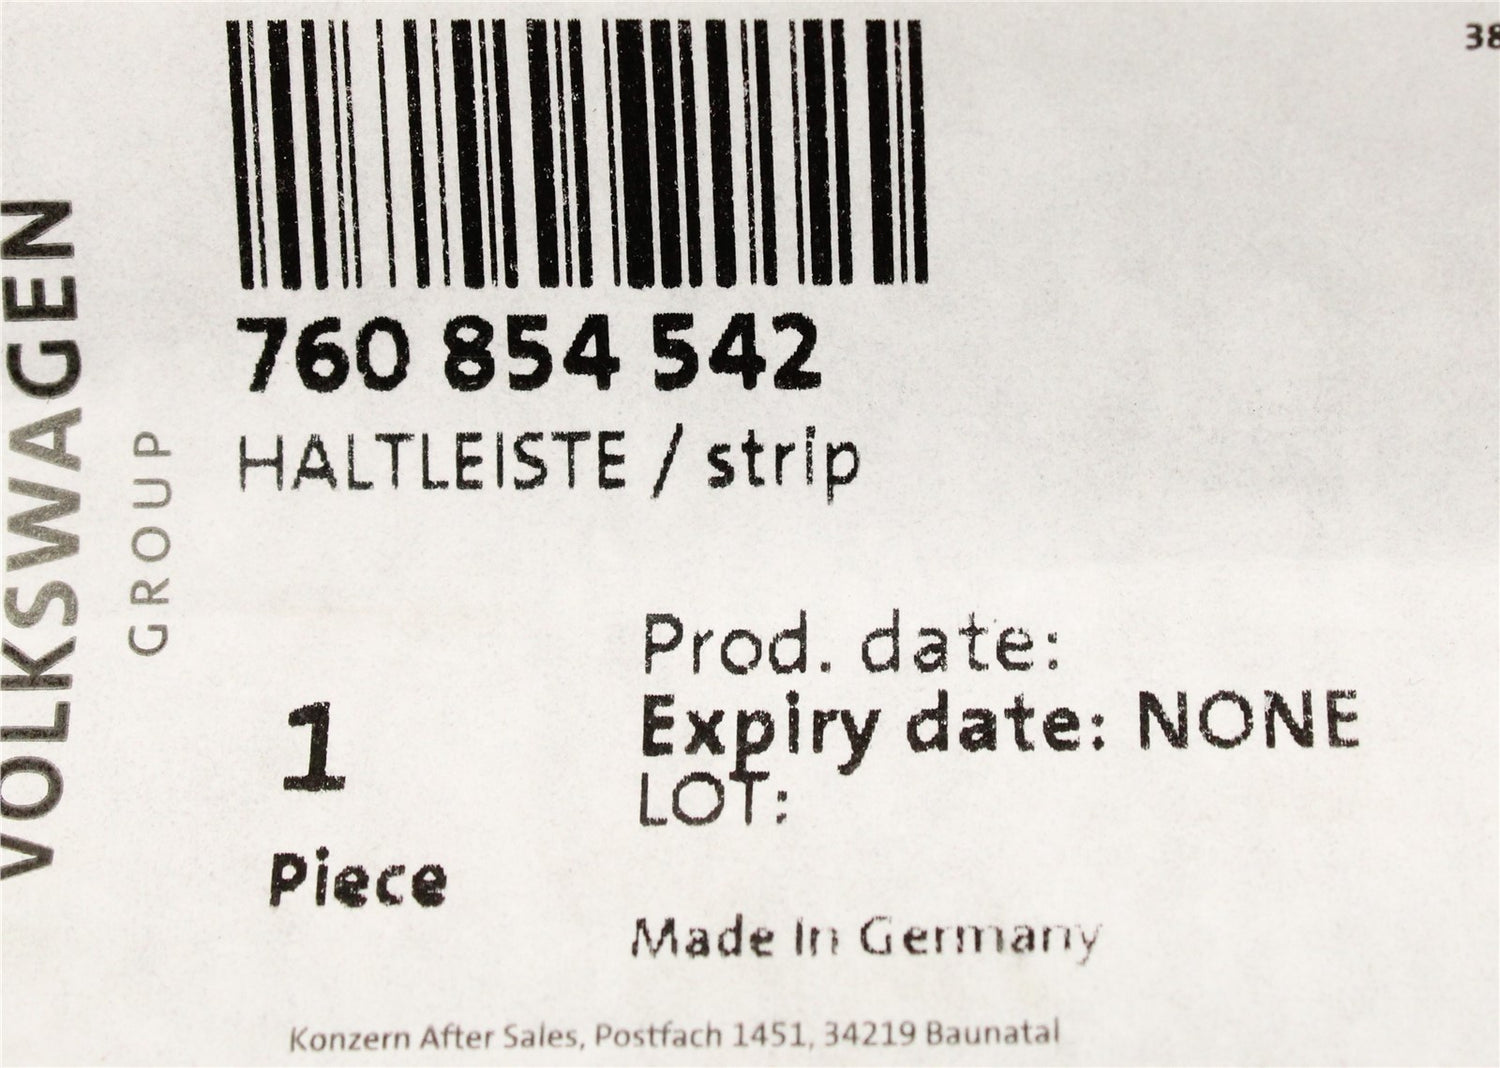 38
VOLKSWAGEN
GROUP
760 854 542
HALTLEISTE / strip
Prod. date:
Expiry date: NONE
LOT:
1
Piece
Made In Germany
Konzern After Sales, Postfach 1451, 34219 Baunatal